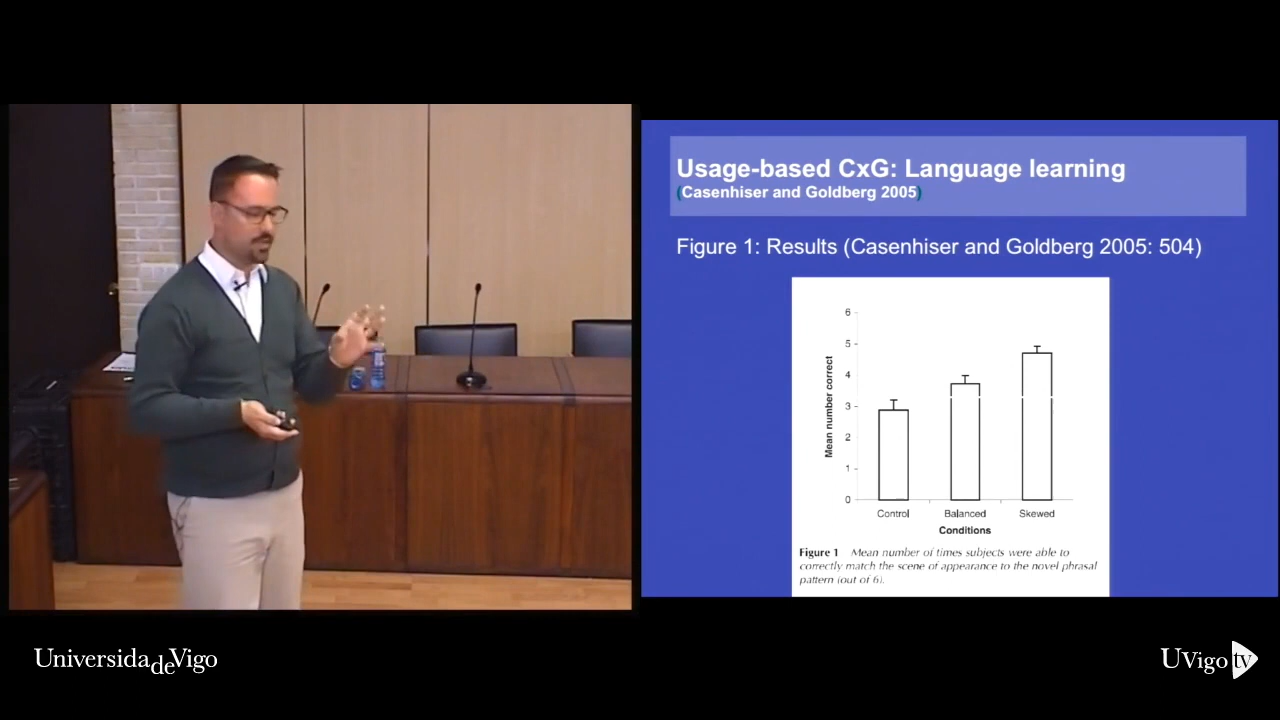 Usage-based CxG: Language learning
(Casenhiser and Goldberg 2005)
Figure 1: Results (Casenhiser and Goldberg 2005: 504)
6
5
4
3
2
1
0
Mean number correct
Control Balanced Skewed
Conditions
Figure 1 Mean number of times subjects were able to
correctly match the scene of appearance to the novel phrasal
pattern (out of 6).
UniversidadeVigo
UVigo tv